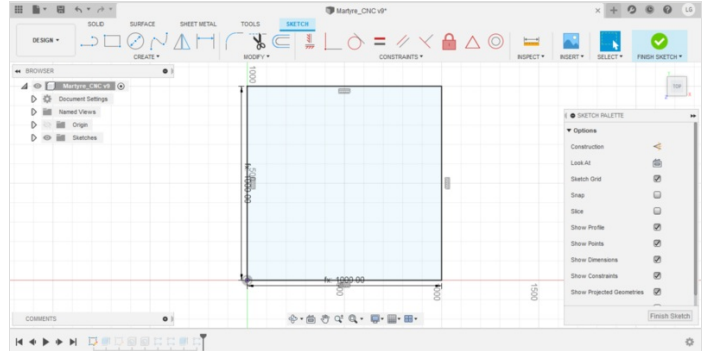 Martyre_CNC v9*
LG
SOLID SURFACE SHEET METAL TOOLS SKETCH
DESIGN
CREATE MODIFY CONSTRAINTS INSPECT INSERT SELECT FINISH SKETCH
BROWSER
Martyre_CNC v9
Document Settings
Named Views
Origin
Sketches
1000
TOP
fx: 1000.00
fx: 1000.00
1500
SKETCH PALETTE
Options
Construction
Look At
Sketch Grid
Snap
Slice
Show Profile
Show Points
Show Dimensions
Show Constraints
Show Projected Geometries
Finish Sketch
COMMENTS